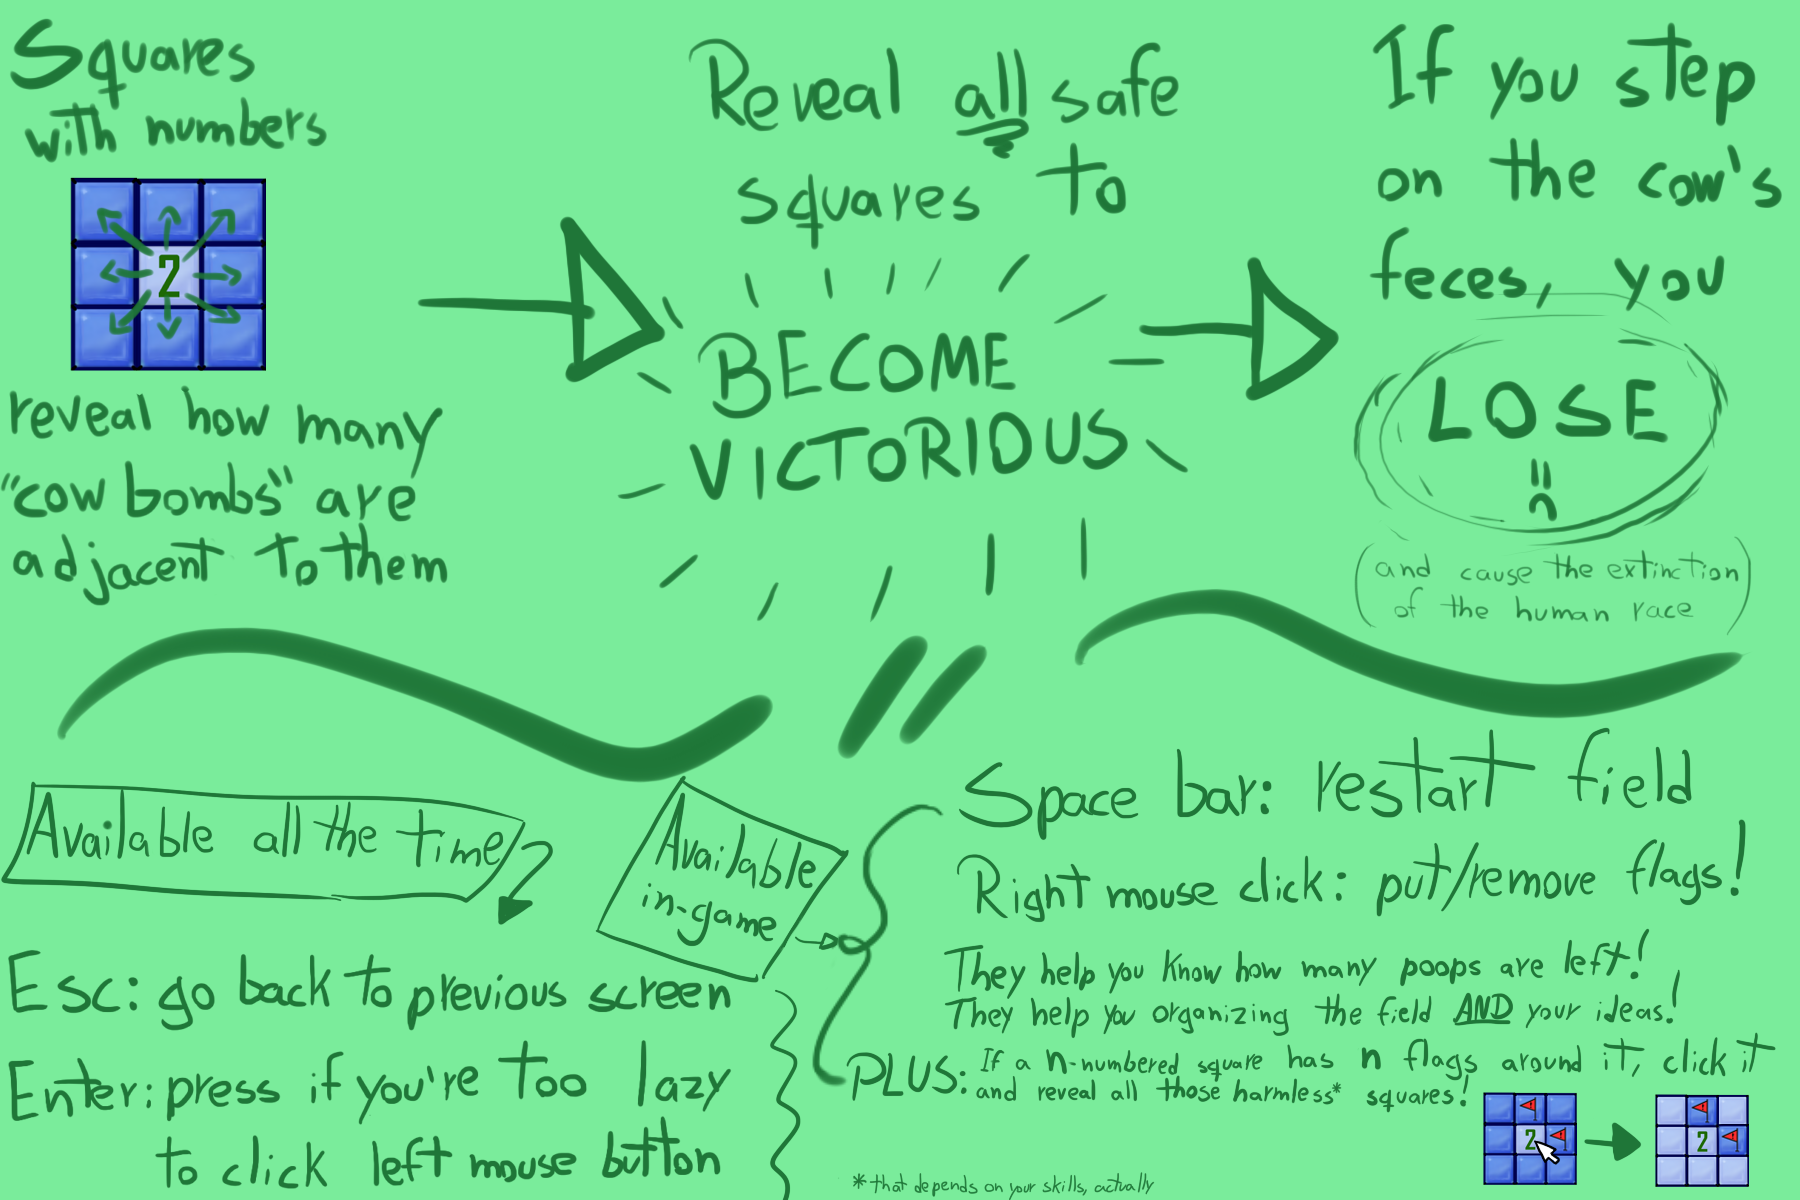 Squares
with numbers
2
reveal how many
"cow bombs" are
adjacent to them
Reveal all safe
squares to
BECOME
VICTORIOUS
If you step
on the cow's
feces, you
LOSE
(and cause the extinction
of the human race)
Available all the time
Esc: go back to previous screen
Enter: press if you're too lazy
to click left mouse button
Available
in-game
Space bar: restart field
Right mouse click: put/remove flags!
They help you know how many poops are left!
They help you organizing the field AND your ideas!
PLUS: If a n-numbered square has n flags around it, click it
and reveal all those harmless* squares!
2
2
*that depends on your skills, actually